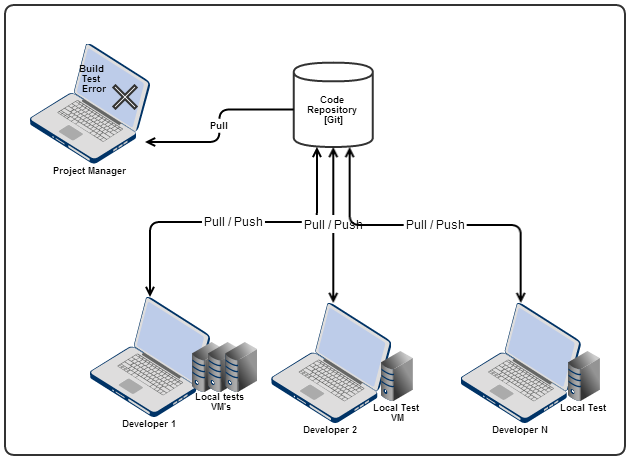 Build
Test
Error
Project Manager
Pull
Code
Repository
[Git]
Pull / Push
Pull / Push
Pull / Push
Local tests
VM's
Developer 1
Local Test
VM
Developer 2
Local Test
Developer N